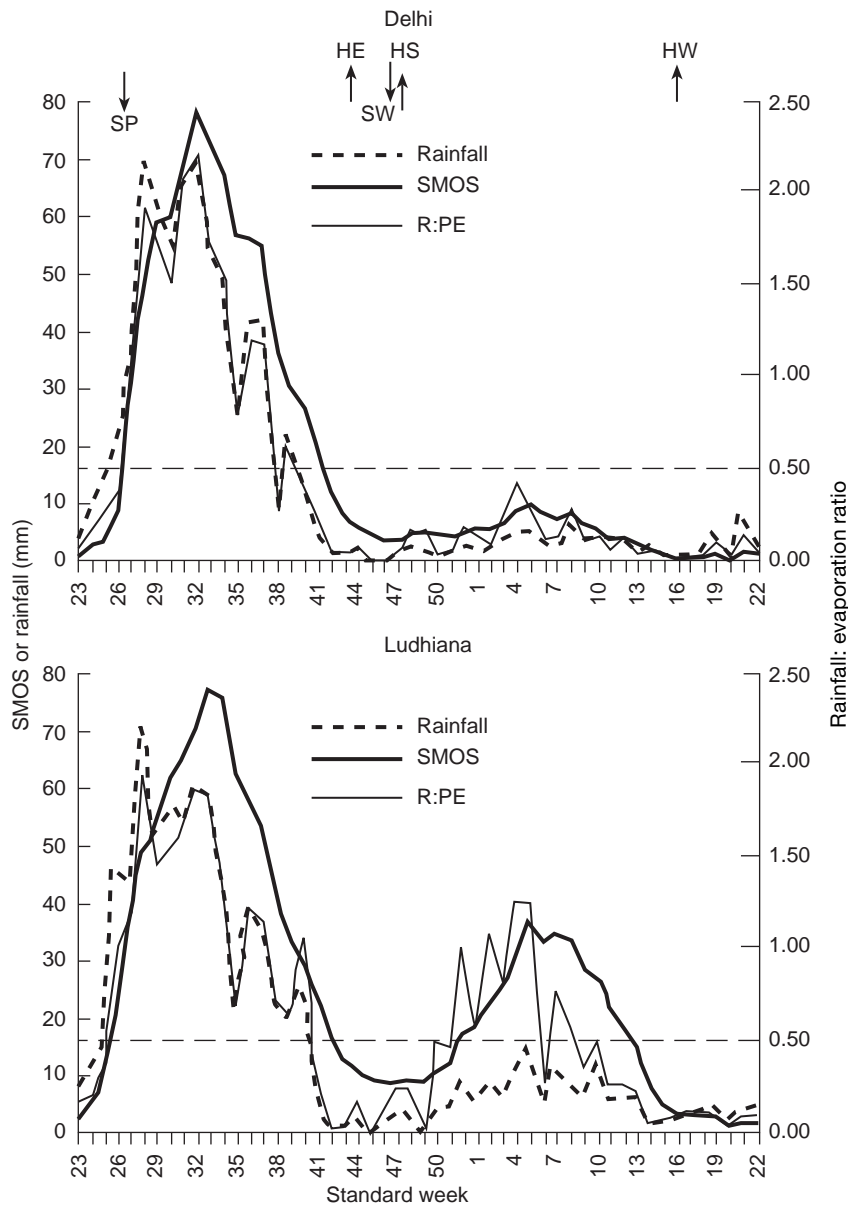 Delhi
HE HS HW
SP SW
80
70
60
50
40
30
20
10
0
2.50
2.00
1.50
1.00
0.50
0.00
Rainfall
SMOS
R:PE
23 26 29 32 35 38 41 44 47 50 1 4 7 10 13 16 19 22
SMOS or rainfall (mm)
Rainfall: evaporation ratio
Ludhiana
80
70
60
50
40
30
20
10
0
2.50
2.00
1.50
1.00
0.50
0.00
Rainfall
SMOS
R:PE
23 26 29 32 35 38 41 44 47 50 1 4 7 10 13 16 19 22
Standard week